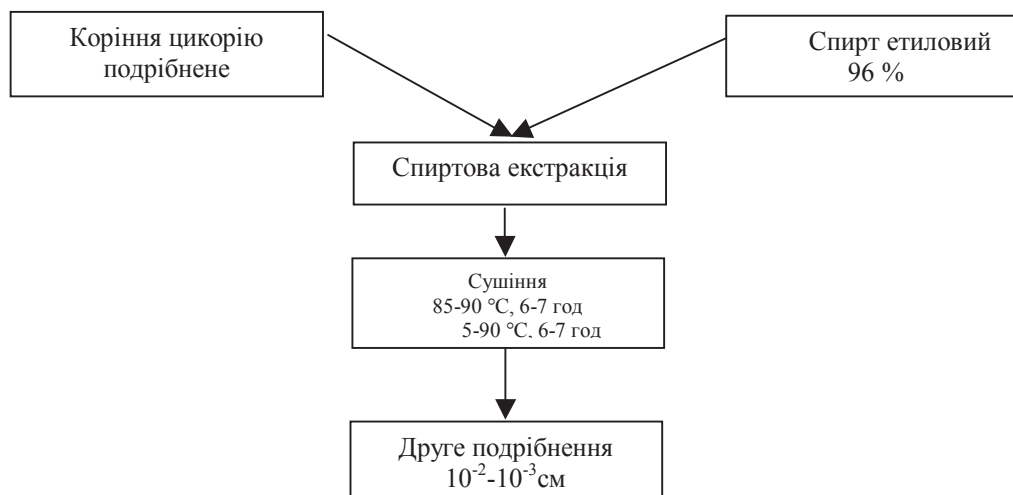 Коріння цикорію
подрібнене
Спирт етиловий
96 %
Спиртова екстракція
Сушіння
85-90 °С, 6-7 год
5-90 °С, 6-7 год
Друге подрібнення
10⁻²-10⁻³см